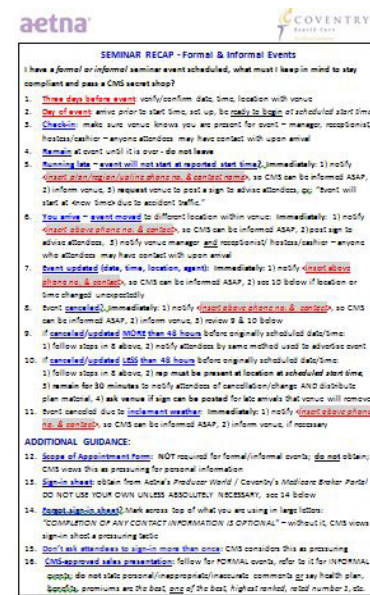 aetna
COVENTRY
Health Care
SEMINAR RECAP - Formal & Informal Events
I have a formal or informal seminar event scheduled, what must I keep in mind to stay
compliant and pass a CMS secret shop?
1. Three days before event: verify/confirm date, time, location with venue
2. Day of event: arrive prior to start time, set up, be ready to begin at scheduled start time
3. Check-in: make sure venue knows you are present for event – manager, receptionist,
hostess/cashier – anyone attendees may have contact with upon arrival
4. Remain at event until it is over - do not leave
5. Running late – event will not start at reported start time?, Immediately: 1) notify
<insert plan/region/upline phone no. & contact name>, so CMS can be informed ASAP,
2) inform venue, 3) request venue to post a sign to advise attendees, ex: "Event will
start at <new time> due to accident traffic."
6. You arrive – event moved to different location within venue: Immediately: 1) notify
<insert above phone no. & contact>, so CMS can be informed ASAP, 2) post sign to
advise attendees, 3) notify venue manager and receptionist/ hostess/cashier – anyone
who attendees may have contact with upon arrival
7. Event updated (date, time, location, agent): Immediately: 1) notify <insert above
phone no. & contact>, so CMS can be informed ASAP, 2) see 10 below if location or
time changed unexpectedly
8. Event canceled?, Immediately: 1) notify <insert above phone no. & contact>, so CMS
can be informed ASAP, 2) inform venue, 3) review 9 & 10 below
9. If canceled/updated MORE than 48 hours before originally scheduled date/time:
1) follow steps in 8 above, 2) notify attendees by same method used to advertise event
10. If canceled/updated LESS than 48 hours before originally scheduled date/time:
1) follow steps in 8 above, 2) rep must be present at location at scheduled start time,
3) remain for 30 minutes to notify attendees of cancellation/change AND distribute
plan material, 4) ask venue if sign can be posted for late arrivals that venue will remove
11. Event canceled due to inclement weather: Immediately: 1) notify <insert above phone
no. & contact>, so CMS can be informed ASAP, 2) inform venue, if necessary
ADDITIONAL GUIDANCE:
12. Scope of Appointment Form: NOT required for formal/informal events; do not obtain;
CMS views this as pressuring for personal information
13. Sign-in sheet: obtain from Aetna's Producer World / Coventry's Medicare Broker Portal
DO NOT USE YOUR OWN UNLESS ABSOLUTELY NECESSARY, see 14 below
14. Forgot sign-in sheet? Mark across top of what you are using in large letters:
"COMPLETION OF ANY CONTACT INFORMATION IS OPTIONAL" – without it, CMS views
sign-in sheet a pressuring tactic
15. Don't ask attendees to sign-in more than once: CMS considers this as pressuring
16. CMS-approved sales presentation: follow for FORMAL events, refer to it for INFORMAL
events; do not state personal/inappropriate/inaccurate comments or say health plan,
benefits, premiums are the best, one of the best, highest ranked, rated number 1, etc.